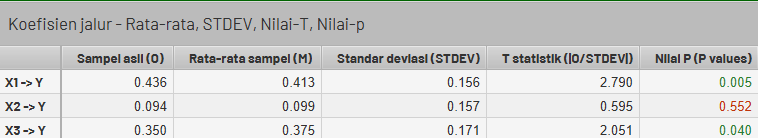 Koefisien jalur - Rata-rata, STDEV, Nilai-T, Nilai-p
Sampel asli (O) Rata-rata sampel (M) Standar deviasi (STDEV) T statistik (|O/STDEV|) Nilai P (P values)
X1 -> Y 0.436 0.413 0.156 2.790 0.005
X2 -> Y 0.094 0.099 0.157 0.595 0.552
X3 -> Y 0.350 0.375 0.171 2.051 0.040